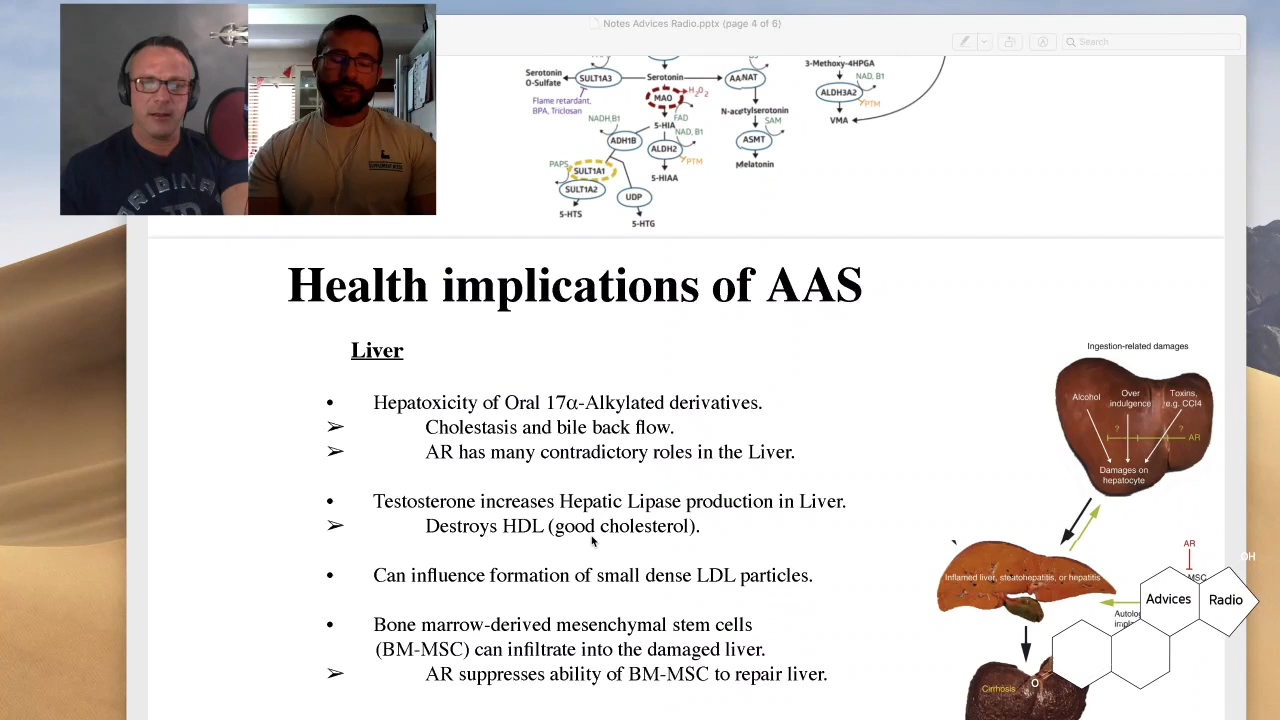 Notes Advices Radio.pptx (page 4 of 6)
Search
Serotonin
O-Sulfate
SULT1A3
Serotonin
AANAT
Flame retardant,
BPA, Triclosan
MAO
H₂O₂
FAD
N-acetylserotonin
NADH,B1
5-HIA
NAD, B1
SAM
ADH1B
ALDH2
ASMT
PTM
PAPS
SULT1A1
5-HIAA
Melatonin
SULT1A2
UDP
5-HTS
5-HTG
3-Methoxy-4HPGA
NAD, B1
ALDH3A2
PTM
VMA
Health implications of AAS
Liver
• Hepatoxicity of Oral 17α-Alkylated derivatives.
➢ Cholestasis and bile back flow.
➢ AR has many contradictory roles in the Liver.
• Testosterone increases Hepatic Lipase production in Liver.
➢ Destroys HDL (good cholesterol).
• Can influence formation of small dense LDL particles.
• Bone marrow-derived mesenchymal stem cells
(BM-MSC) can infiltrate into the damaged liver.
➢ AR suppresses ability of BM-MSC to repair liver.
Ingestion-related damages
Alcohol
Over
indulgence
Toxins,
e.g. CCl4
?
?
AR
Damages on
hepatocyte
AR
OH
Inflamed liver, steatohepatitis, or hepatitis
MSC
Advices
Radio
O
Cirrhosis